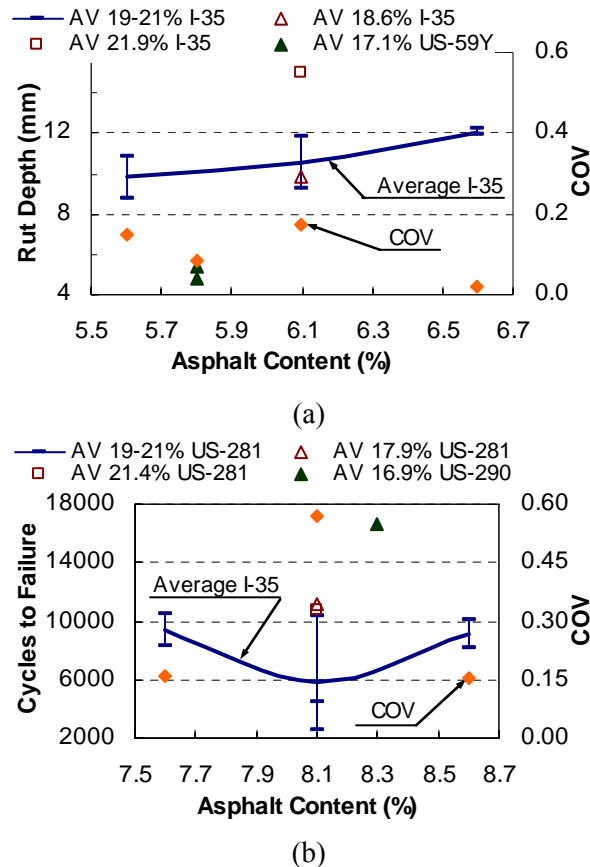 AV 19-21% I-35 AV 18.6% I-35
AV 21.9% I-35 AV 17.1% US-59Y
Rut Depth (mm)
12
8
4
0.6
0.4
0.2
0.0
COV
Average I-35
COV
5.5 5.7 5.9 6.1 6.3 6.5 6.7
Asphalt Content (%)
(a)
AV 19-21% US-281 AV 17.9% US-281
AV 21.4% US-281 AV 16.9% US-290
Cycles to Failure
18000
14000
10000
6000
2000
0.60
0.45
0.30
0.15
0.00
COV
Average I-35
COV
7.5 7.7 7.9 8.1 8.3 8.5 8.7
Asphalt Content (%)
(b)